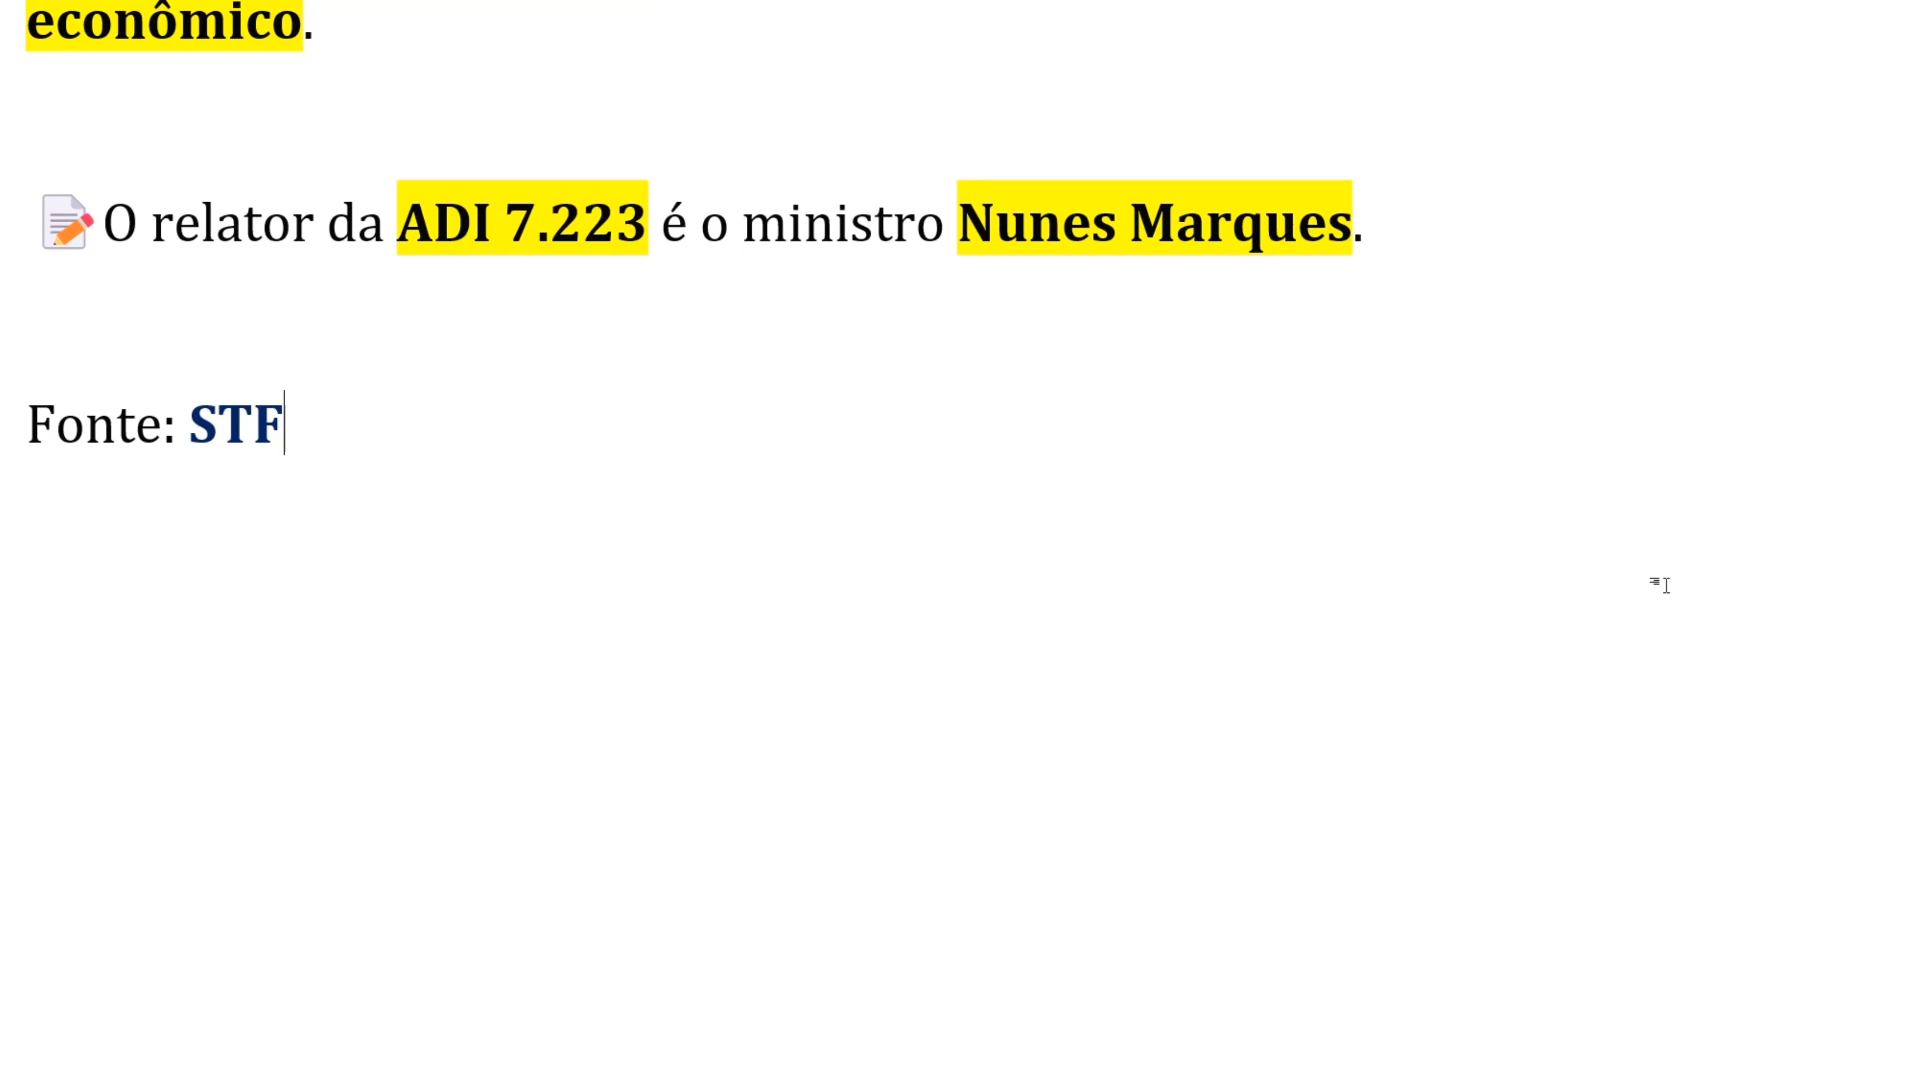 econômico.
O relator da ADI 7.223 é o ministro Nunes Marques.
Fonte: STF